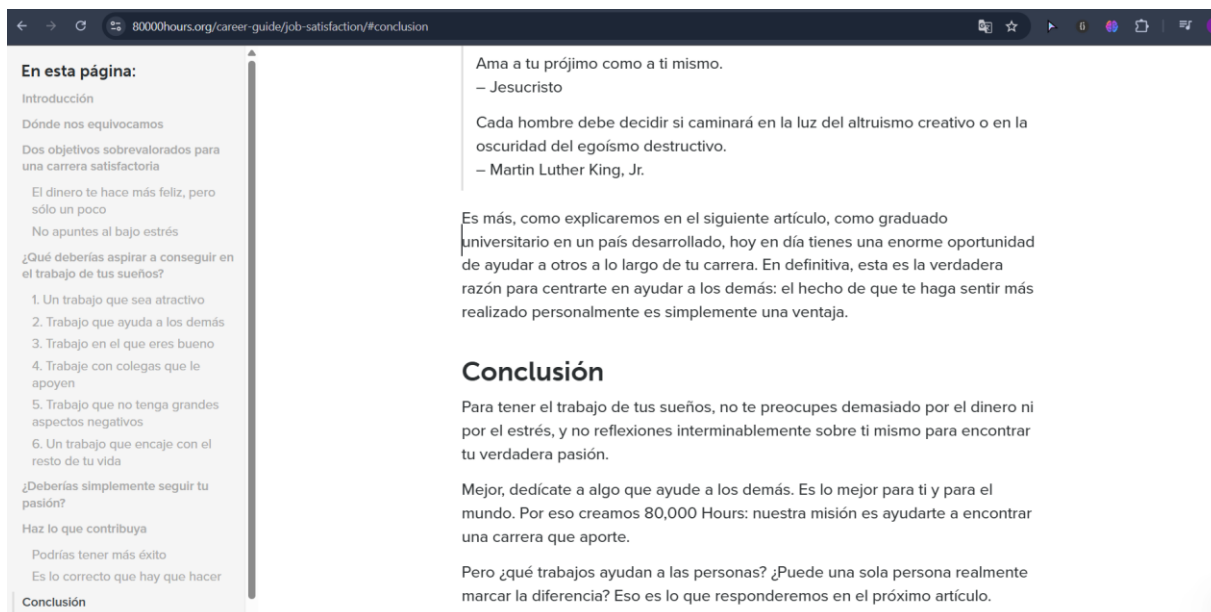 80000hours.org/career-guide/job-satisfaction/#conclusion
En esta página:
Introducción
Dónde nos equivocamos
Dos objetivos sobrevalorados para
una carrera satisfactoria
El dinero te hace más feliz, pero
sólo un poco
No apuntes al bajo estrés
¿Qué deberías aspirar a conseguir en
el trabajo de tus sueños?
1. Un trabajo que sea atractivo
2. Trabajo que ayuda a los demás
3. Trabajo en el que eres bueno
4. Trabaje con colegas que le
apoyen
5. Trabajo que no tenga grandes
aspectos negativos
6. Un trabajo que encaje con el
resto de tu vida
¿Deberías simplemente seguir tu
pasión?
Haz lo que contribuya
Podrías tener más éxito
Es lo correcto que hay que hacer
Conclusión
Ama a tu prójimo como a ti mismo.
– Jesucristo
Cada hombre debe decidir si caminará en la luz del altruismo creativo o en la
oscuridad del egoísmo destructivo.
– Martin Luther King, Jr.
Es más, como explicaremos en el siguiente artículo, como graduado
universitario en un país desarrollado, hoy en día tienes una enorme oportunidad
de ayudar a otros a lo largo de tu carrera. En definitiva, esta es la verdadera
razón para centrarte en ayudar a los demás: el hecho de que te haga sentir más
realizado personalmente es simplemente una ventaja.
Conclusión
Para tener el trabajo de tus sueños, no te preocupes demasiado por el dinero ni
por el estrés, y no reflexiones interminablemente sobre ti mismo para encontrar
tu verdadera pasión.
Mejor, dedícate a algo que ayude a los demás. Es lo mejor para ti y para el
mundo. Por eso creamos 80,000 Hours: nuestra misión es ayudarte a encontrar
una carrera que aporte.
Pero ¿qué trabajos ayudan a las personas? ¿Puede una sola persona realmente
marcar la diferencia? Eso es lo que responderemos en el próximo artículo.